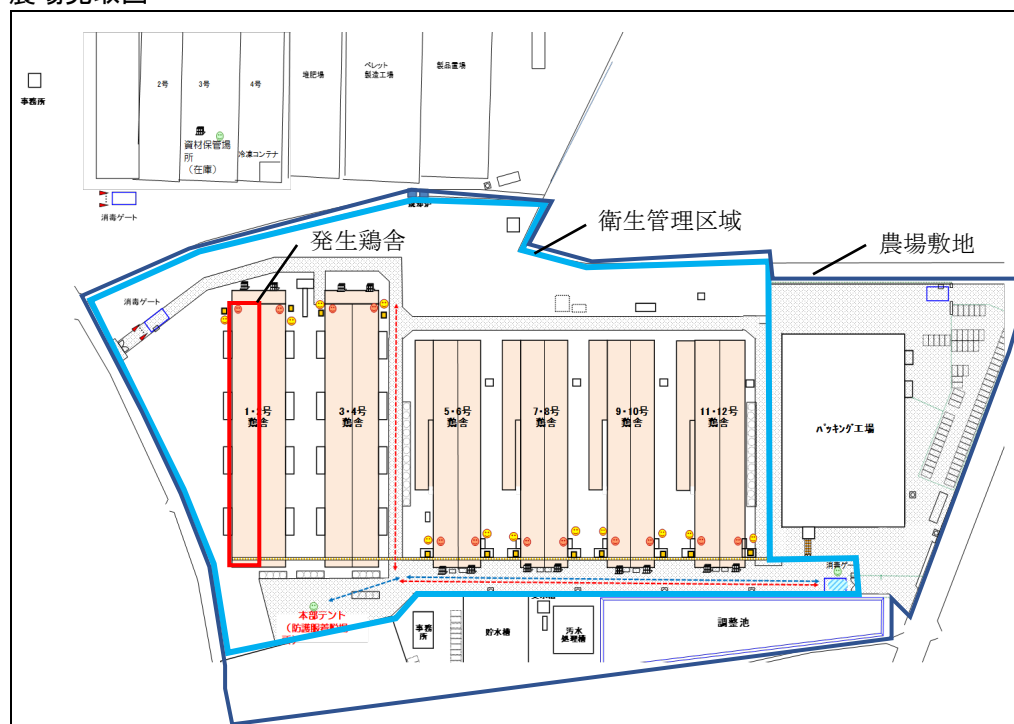 2号
3号
4号
堆肥場
ペレット
製造工場
製品置場
事務所
資材保管場
所
(在庫)
冷凍コンテナ
消毒ゲート
発生鶏舎
衛生管理区域
農場敷地
消毒ゲート
鶏舎
3・4号
鶏舎
5・6号
鶏舎
7・8号
鶏舎
9・10号
鶏舎
11・12号
鶏舎
パッキング工場
本部テント
事務
所
貯水槽
汚水
処理槽
調整池